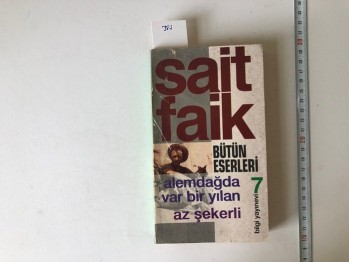 sait
faik
BÜTÜN
ESERLERİ
alemdağda
var bir yılan
az şekerli
7
bilgi yayınevi